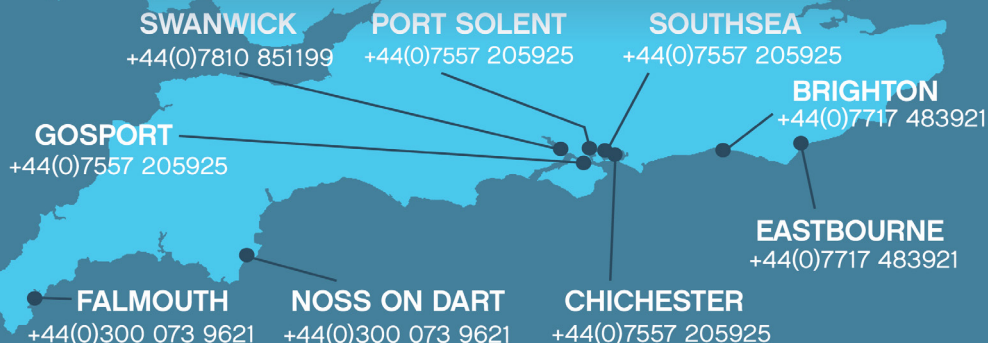 SWANWICK
+44(0)7810 851199
PORT SOLENT
+44(0)7557 205925
SOUTHSEA
+44(0)7557 205925
BRIGHTON
+44(0)7717 483921
GOSPORT
+44(0)7557 205925
EASTBOURNE
+44(0)7717 483921
FALMOUTH
+44(0)300 073 9621
NOSS ON DART
+44(0)300 073 9621
CHICHESTER
+44(0)7557 205925